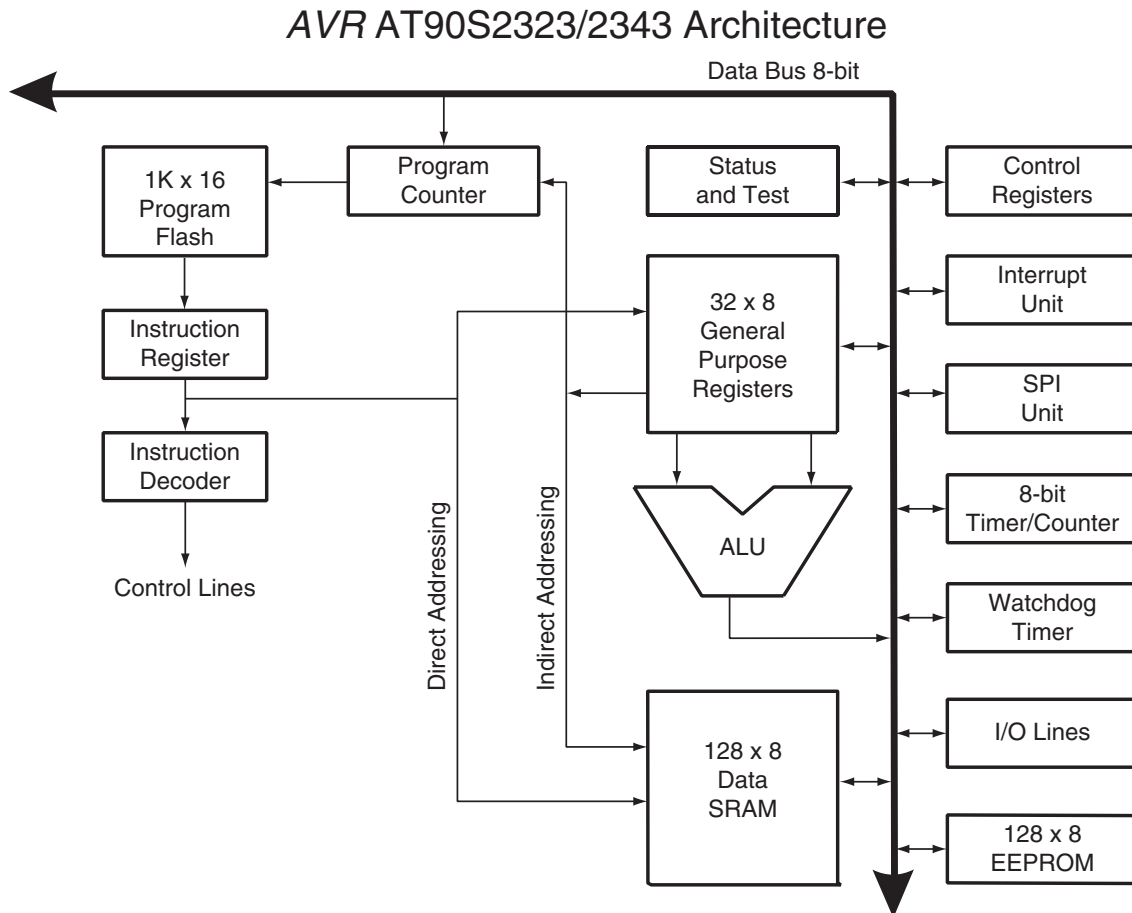 AVR AT90S2323/2343 Architecture
Data Bus 8-bit
1K x 16
Program
Flash
Program
Counter
Status
and Test
Control
Registers
Instruction
Register
32 x 8
General
Purpose
Registers
Interrupt
Unit
SPI
Unit
Instruction
Decoder
Control Lines
Direct Addressing
Indirect Addressing
ALU
8-bit
Timer/Counter
Watchdog
Timer
128 x 8
Data
SRAM
I/O Lines
128 x 8
EEPROM